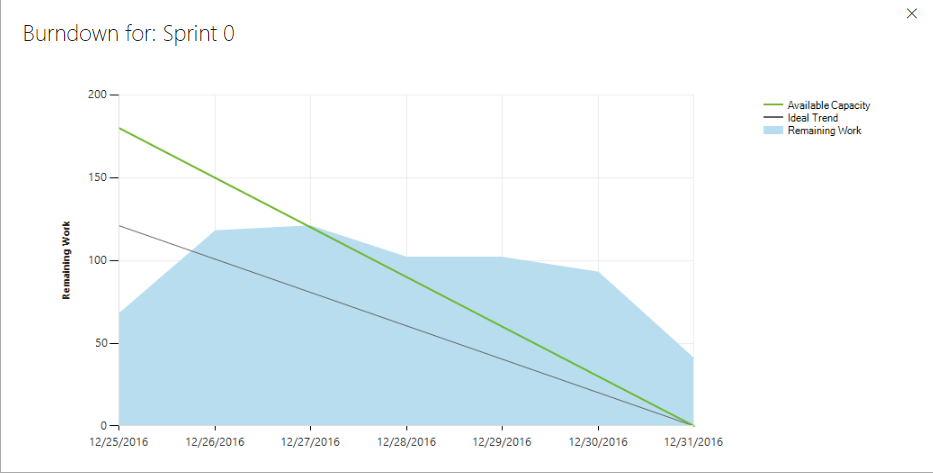 Burndown for: Sprint 0
Available Capacity
Ideal Trend
Remaining Work
200
150
100
50
0
Remaining Work
12/25/2016 12/26/2016 12/27/2016 12/28/2016 12/29/2016 12/30/2016 12/31/2016